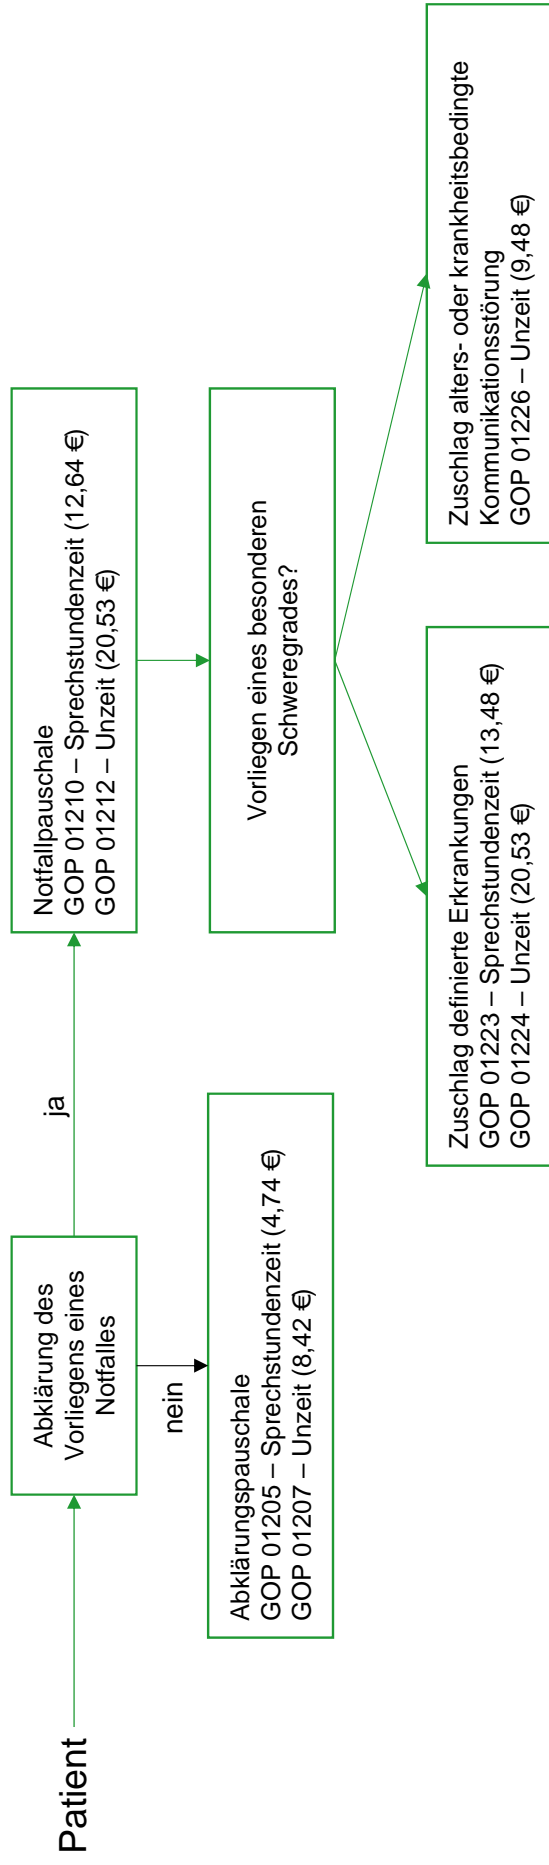 Patient
Abklärung des
Vorliegens eines
Notfalles
ja
nein
Notfallpauschale
GOP 01210 – Sprechstundenzeit (12,64 €)
GOP 01212 – Unzeit (20,53 €)
Abklärungspauschale
GOP 01205 – Sprechstundenzeit (4,74 €)
GOP 01207 – Unzeit (8,42 €)
Vorliegen eines besonderen
Schweregrades?
Zuschlag definierte Erkrankungen
GOP 01223 – Sprechstundenzeit (13,48 €)
GOP 01224 – Unzeit (20,53 €)
Zuschlag alters- oder krankheitsbedingte
Kommunikationsstörung
GOP 01226 – Unzeit (9,48 €)